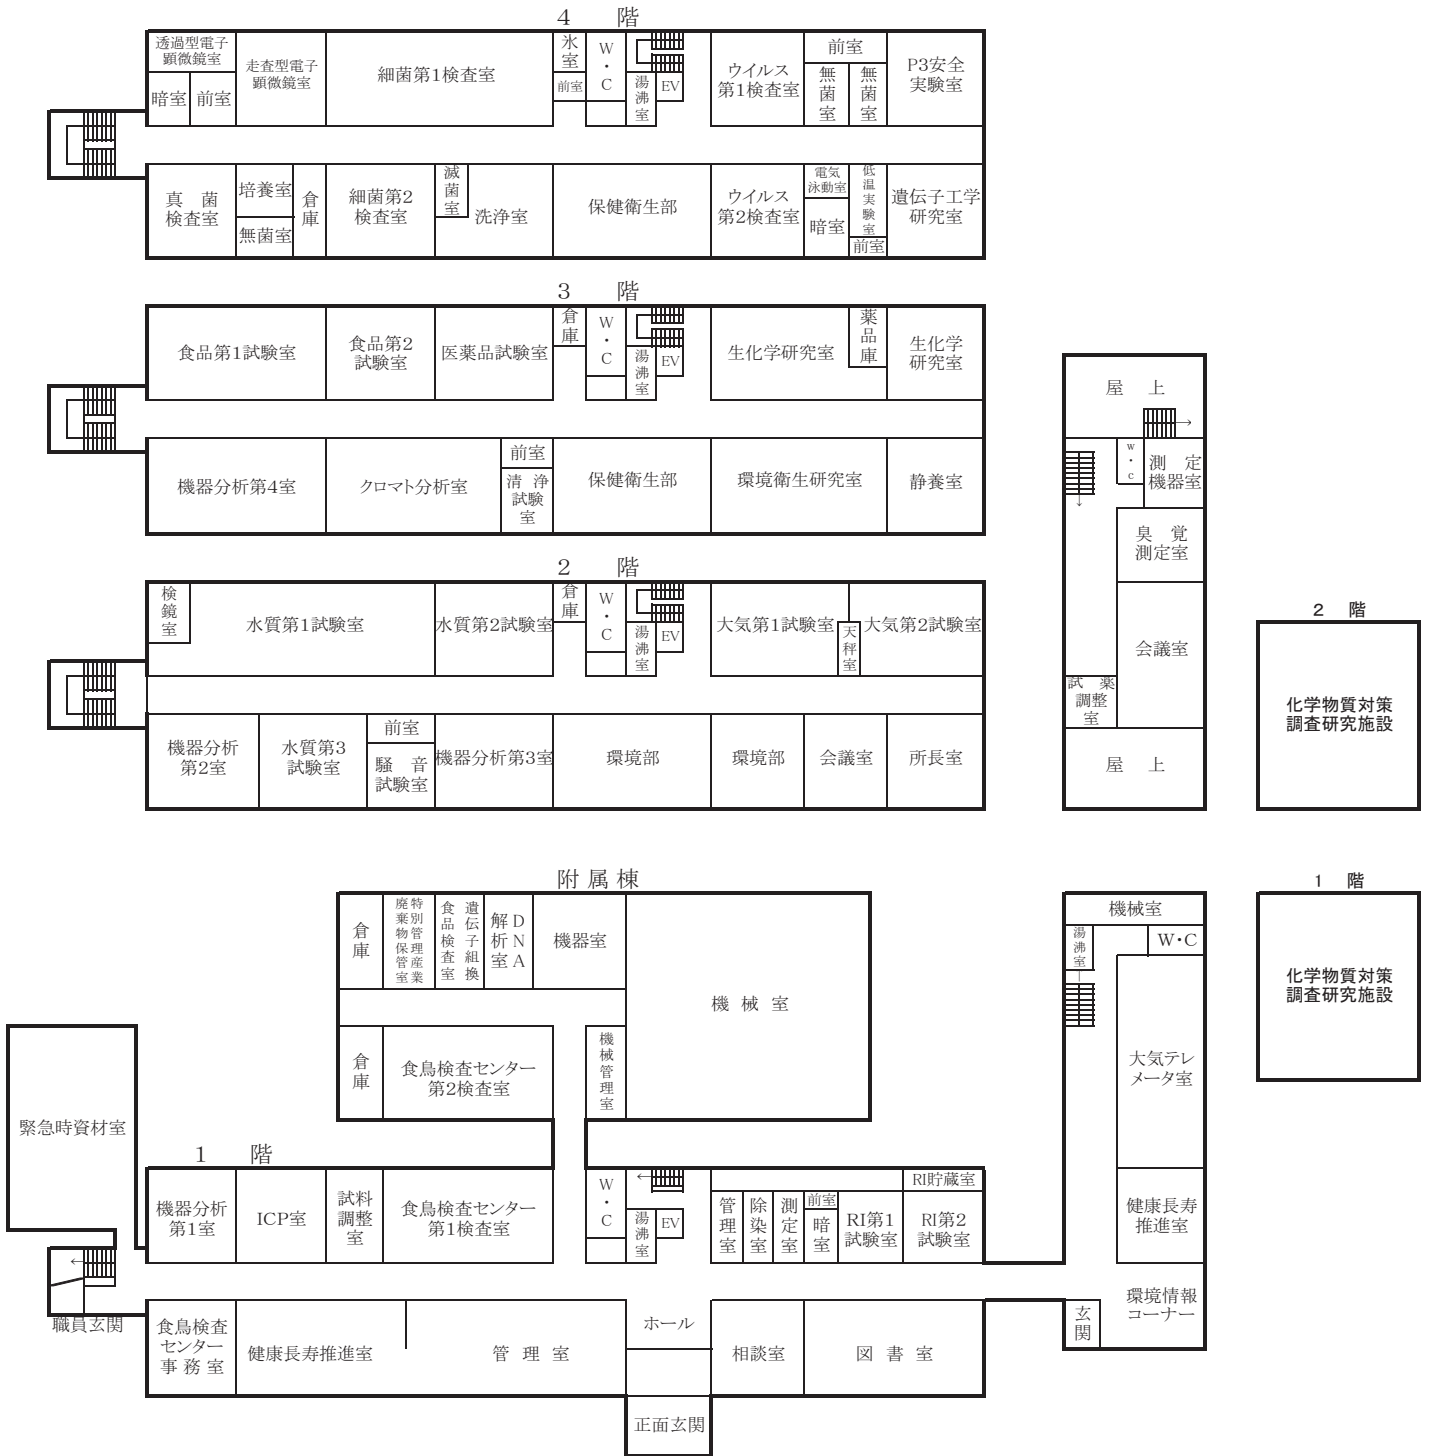 4 階
透過型電子
顕微鏡室
暗室
前室
走査型電子
顕微鏡室
細菌第1検査室
氷室
前室
W・C
湯沸室
EV
ウイルス
第1検査室
前室
無菌室
無菌室
P3安全
実験室
真 菌
検査室
培養室
無菌室
倉庫
細菌第2
検査室
滅菌室
洗浄室
保健衛生部
ウイルス
第2検査室
電気
泳動室
暗室
低温実験室
前室
遺伝子工学
研究室
3 階
食品第1試験室
食品第2
試験室
医薬品試験室
倉庫
W・C
湯沸室
EV
生化学研究室
薬品庫
生化学
研究室
機器分析第4室
クロマト分析室
前室
清 浄
試験
室
保健衛生部
環境衛生研究室
静養室
2 階
検鏡室
水質第1試験室
水質第2試験室
倉庫
W・C
湯沸室
EV
大気第1試験室
天秤室
大気第2試験室
機器分析
第2室
水質第3
試験室
前室
騒 音
試験室
機器分析第3室
環境部
環境部
会議室
所長室
屋 上
→
w・c
測 定
機器室
↓
臭 覚
測定室
会議室
試 薬
調整
室
屋 上
2 階
化学物質対策
調査研究施設
附属棟
倉庫
特別管理産業
廃棄物保管室
遺伝子組換
食品検査室
DNA
解析室
機器室
機 械 室
倉庫
食鳥検査センター
第2検査室
機械管理室
緊急時資材室
1 階
機器分析
第1室
ICP室
試料
調整
室
食鳥検査センター
第1検査室
W・C
←
湯沸室
EV
管理室
除染室
測定室
前室
暗室
RI第1
試験室
RI貯蔵室
RI第2
試験室
←
職員玄関
食鳥検査
センター
事 務 室
健康長寿推進室
管 理 室
ホール
正面玄関
相談室
図 書 室
機械室
湯沸室
↑
W・C
大気テレ
メータ室
健康長寿
推進室
環境情報
コーナー
玄関
1 階
化学物質対策
調査研究施設